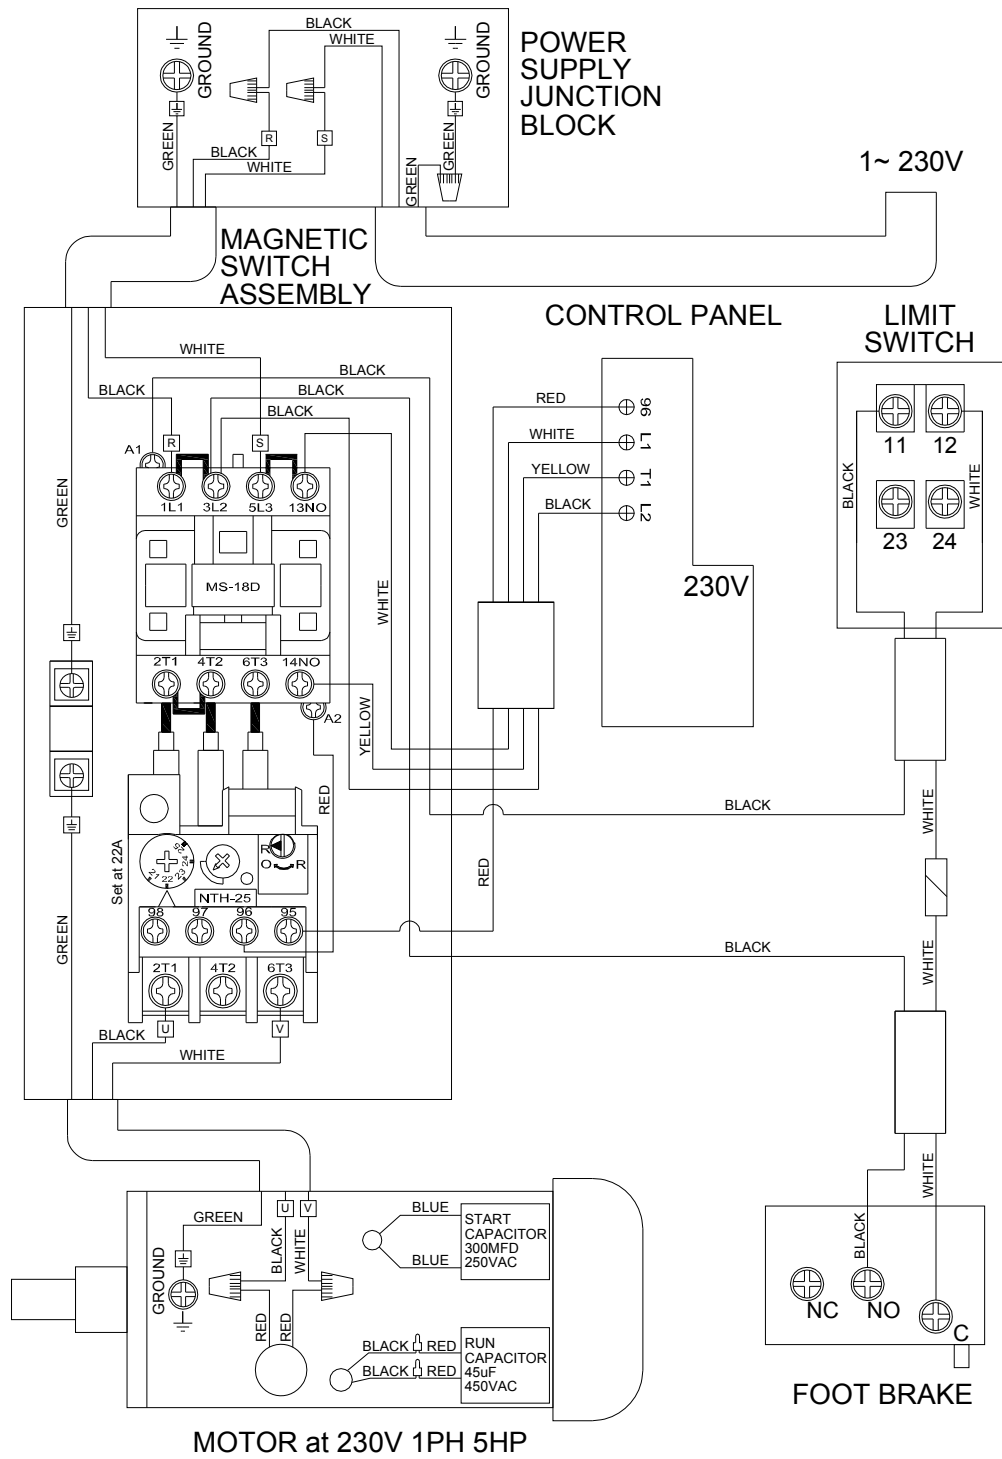 BLACK
WHITE
GROUND
GROUND
POWER
SUPPLY
JUNCTION
BLOCK
R
S
GREEN
BLACK
WHITE
GREEN
GREEN
1~ 230V
MAGNETIC
SWITCH
ASSEMBLY
CONTROL PANEL
LIMIT
SWITCH
WHITE
BLACK
BLACK
BLACK
BLACK
R
S
A1
1L1
3L2
5L3
13NO
RED
96
WHITE
L1
YELLOW
T1
BLACK
L2
11
12
BLACK
WHITE
23
24
GREEN
MS-18D
WHITE
230V
2T1
4T2
6T3
14NO
A2
YELLOW
RED
BLACK
WHITE
RED
Set at 22A
21
22
23
24
25
R
O
R
NTH-25
98
97
96
95
GREEN
BLACK
WHITE
2T1
4T2
6T3
U
V
BLACK
WHITE
WHITE
GREEN
U
V
BLACK
WHITE
BLUE
BLUE
START
CAPACITOR
300MFD
250VAC
GROUND
RED
RED
BLACK
RED
BLACK
RED
RUN
CAPACITOR
45uF
450VAC
BLACK
NC
NO
C
FOOT BRAKE
MOTOR at 230V 1PH 5HP